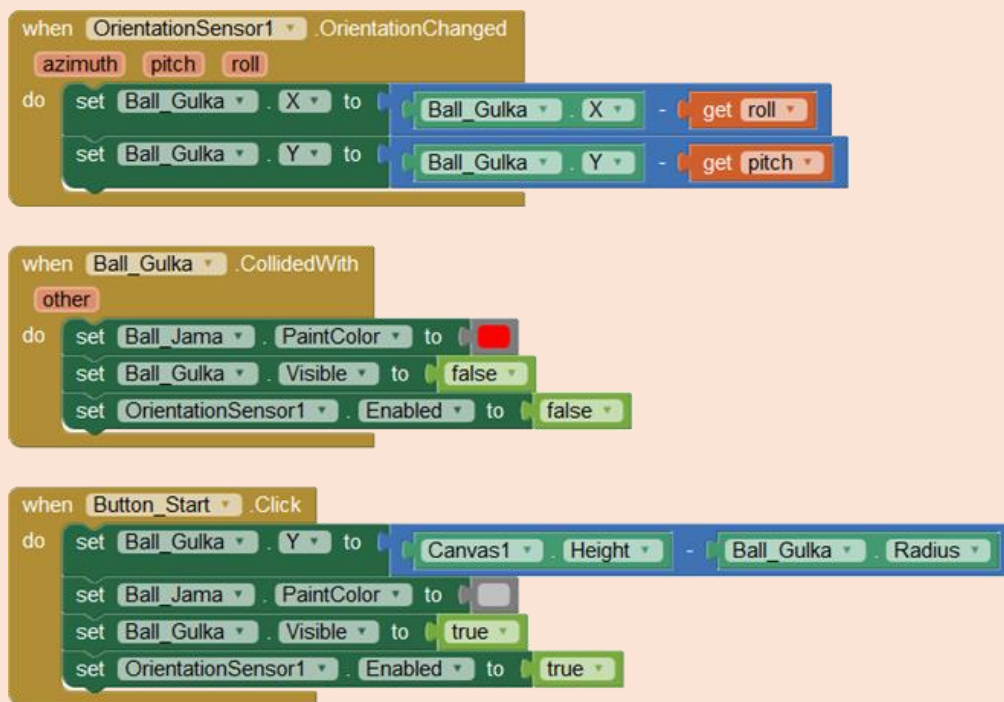 when OrientationSensor1 .OrientationChanged
azimuth pitch roll
do set Ball_Gulka . X to Ball_Gulka . X - get roll
set Ball_Gulka . Y to Ball_Gulka . Y - get pitch
when Ball_Gulka .CollidedWith
other
do set Ball_Jama . PaintColor to
set Ball_Gulka . Visible to false
set OrientationSensor1 . Enabled to false
when Button_Start .Click
do set Ball_Gulka . Y to Canvas1 . Height - Ball_Gulka . Radius
set Ball_Jama . PaintColor to
set Ball_Gulka . Visible to true
set OrientationSensor1 . Enabled to true